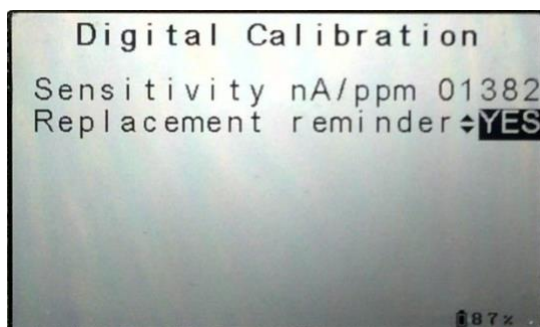 Digital Calibration
Sensitivity nA/ppm 01382
Replacement reminder YES
87%